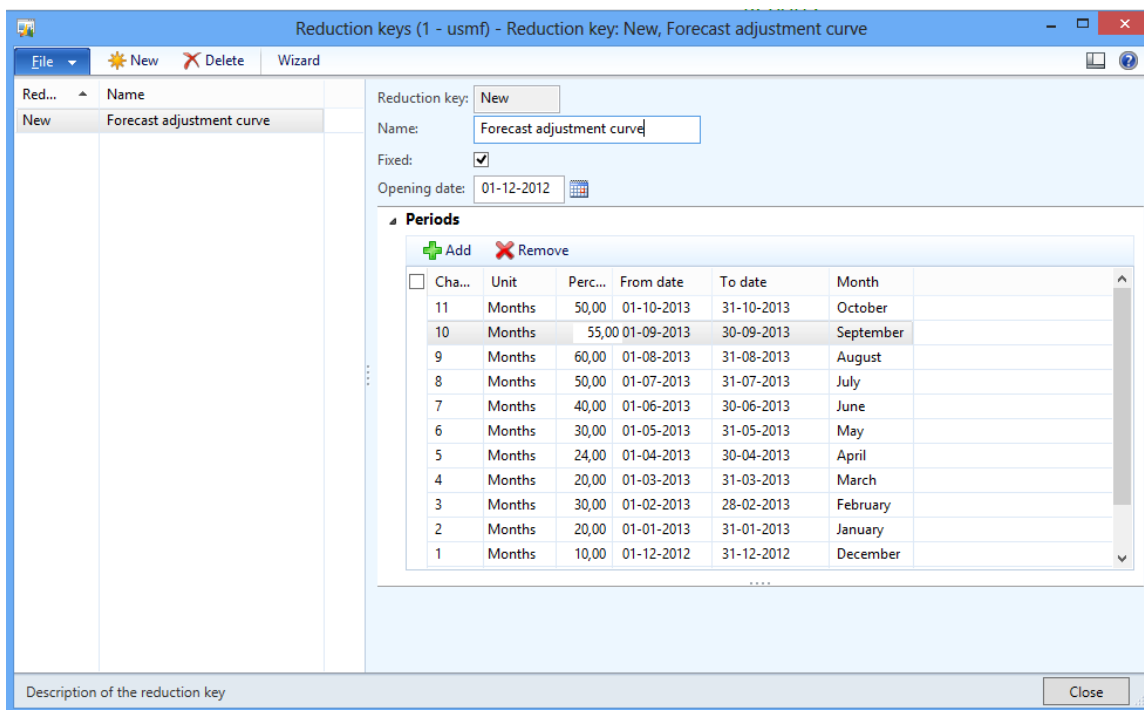 Reduction keys (1 - usmf) - Reduction key: New, Forecast adjustment curve
File New Delete Wizard
Red... Name
New Forecast adjustment curve
Reduction key: New
Name: Forecast adjustment curve
Fixed:
Opening date: 01-12-2012
Periods
Add Remove
Cha... Unit Perc... From date To date Month
11 Months 50,00 01-10-2013 31-10-2013 October
10 Months 55,00 01-09-2013 30-09-2013 September
9 Months 60,00 01-08-2013 31-08-2013 August
8 Months 50,00 01-07-2013 31-07-2013 July
7 Months 40,00 01-06-2013 30-06-2013 June
6 Months 30,00 01-05-2013 31-05-2013 May
5 Months 24,00 01-04-2013 30-04-2013 April
4 Months 20,00 01-03-2013 31-03-2013 March
3 Months 30,00 01-02-2013 28-02-2013 February
2 Months 20,00 01-01-2013 31-01-2013 January
1 Months 10,00 01-12-2012 31-12-2012 December
Description of the reduction key
Close